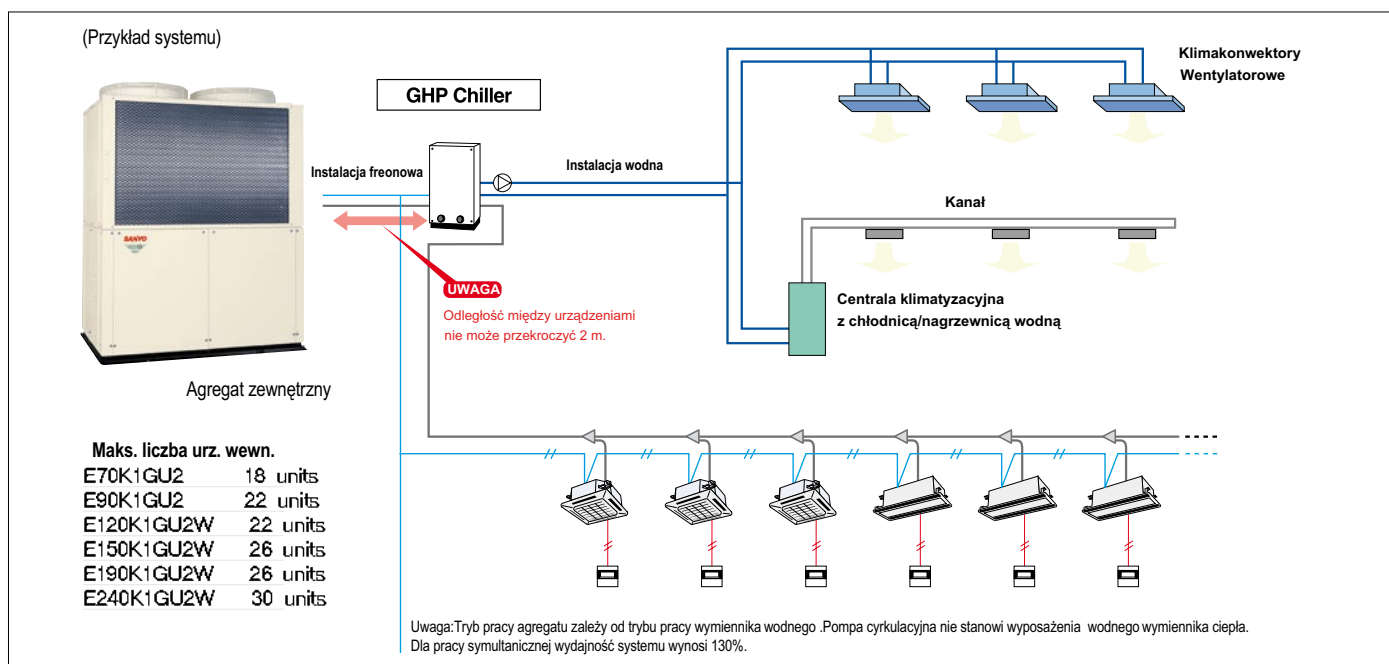 (Przykład systemu)
GHP Chiller
Klimakonwektory
Wentylatorowe
Instalacja freonowa
Instalacja wodna
Kanał
SANYO
UWAGA
Odległość między urządzeniami
nie może przekroczyć 2 m.
Centrala klimatyzacyjna
z chłodnicą/nagrzewnicą wodną
Agregat zewnętrzny
Maks. liczba urz. wewn.
E70K1GU2 18 units
E90K1GU2 22 units
E120K1GU2W 22 units
E150K1GU2W 26 units
E190K1GU2W 26 units
E240K1GU2W 30 units
Uwaga:Tryb pracy agregatu zależy od trybu pracy wymiennika wodnego .Pompa cyrkulacyjna nie stanowi wyposażenia wodnego wymiennika ciepła.
Dla pracy symultanicznej wydajność systemu wynosi 130%.